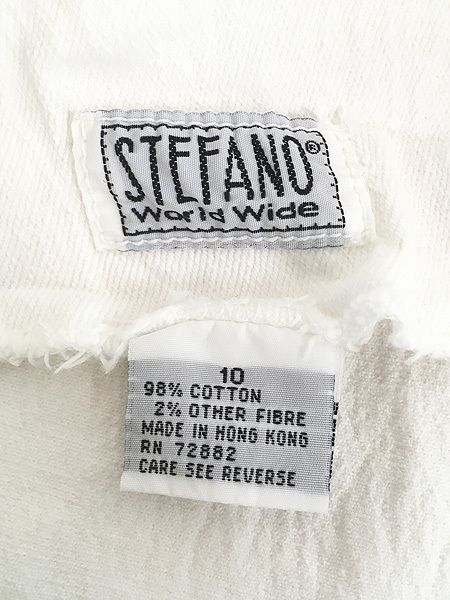 STEFANO®
World Wide
10
98% COTTON
2% OTHER FIBRE
MADE IN HONG KONG
RN 72882
CARE SEE REVERSE